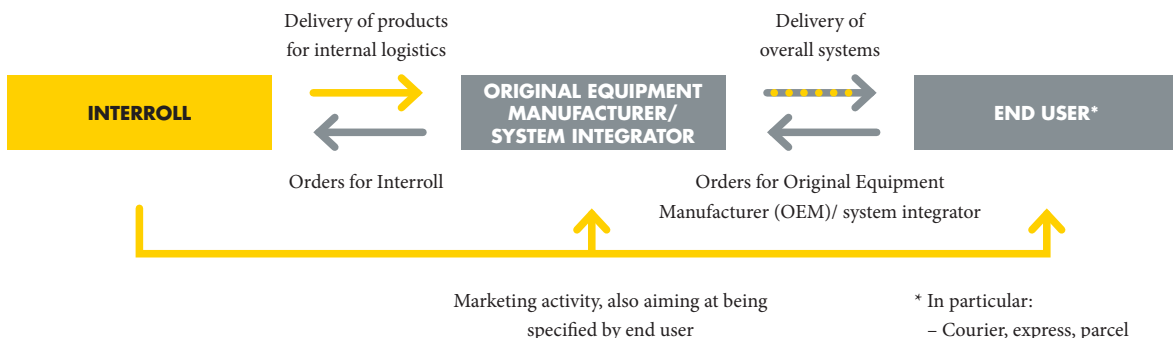 Delivery of products
for internal logistics
Delivery of
overall systems
INTERROLL
ORIGINAL EQUIPMENT
MANUFACTURER/
SYSTEM INTEGRATOR
END USER*
Orders for Interroll
Orders for Original Equipment
Manufacturer (OEM)/ system integrator
Marketing activity, also aiming at being
specified by end user
* In particular:
– Courier, express, parcel